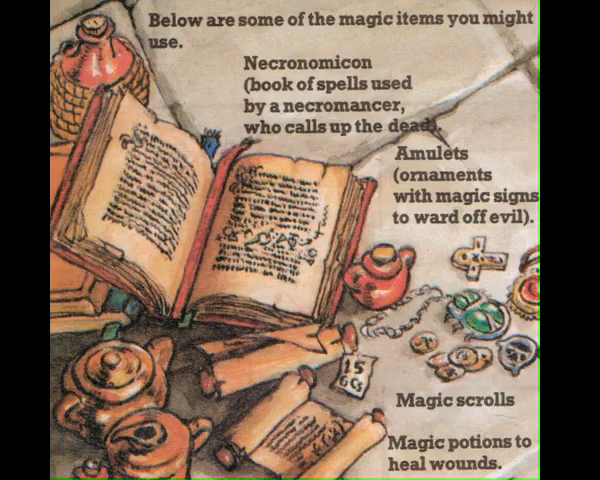 Below are some of the magic items you might
use.
Necronomicon
(book of spells used
by a necromancer,
who calls up the dead).
Amulets
(ornaments
with magic signs
to ward off evil).
15
GCs
Magic scrolls
Magic potions to
heal wounds.